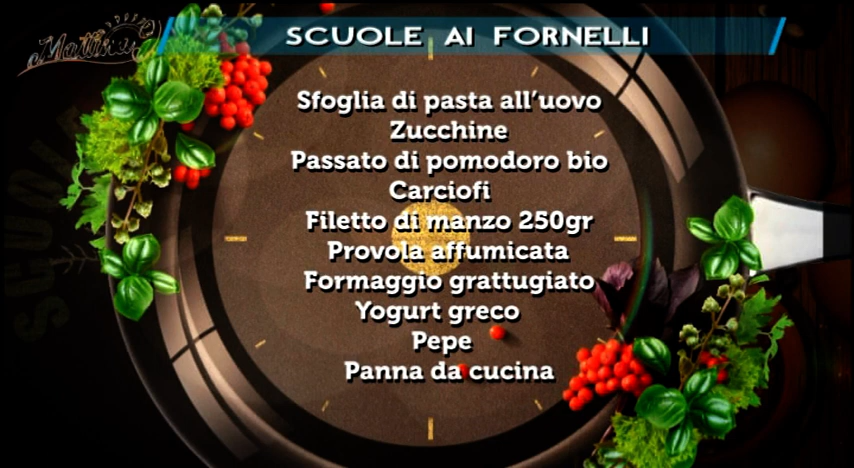 Mattina
SCUOLE AI FORNELLI
Sfoglia di pasta all'uovo
Zucchine
Passato di pomodoro bio
Carciofi
Filetto di manzo 250gr
Provola affumicata
Formaggio grattugiato
Yogurt greco
Pepe
Panna da cucina